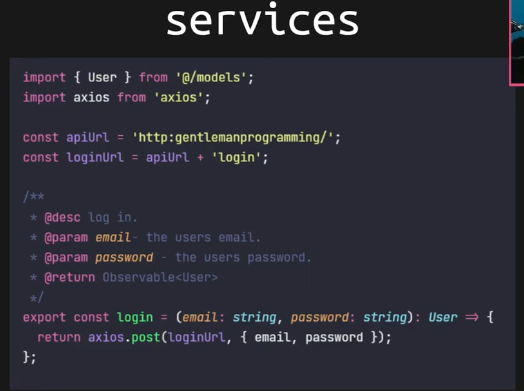 services
import { User } from '@/models';
import axios from 'axios';
const apiUrl = 'http:gentlemanprogramming/';
const loginUrl = apiUrl + 'login';
/**
* @desc log in.
* @param email- the users email.
* @param password - the users password.
* @return Observable<User>
*/
export const login = (email: string, password: string): User => {
return axios.post(loginUrl, { email, password });
};